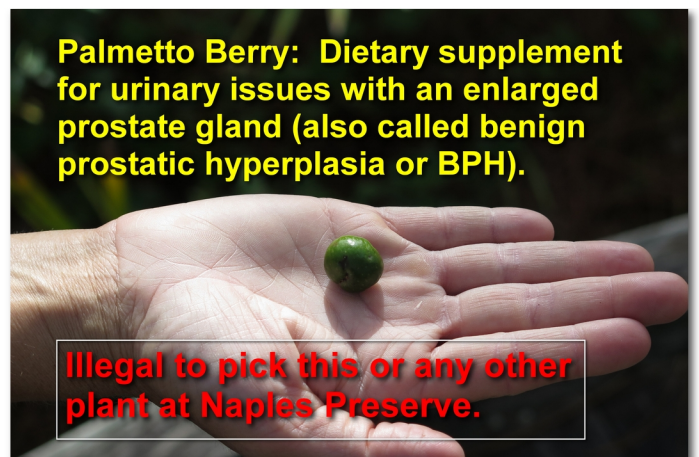 Palmetto Berry:  Dietary supplement
for urinary issues with an enlarged
prostate gland (also called benign
prostatic hyperplasia or BPH).
Illegal to pick this or any other
plant at Naples Preserve.